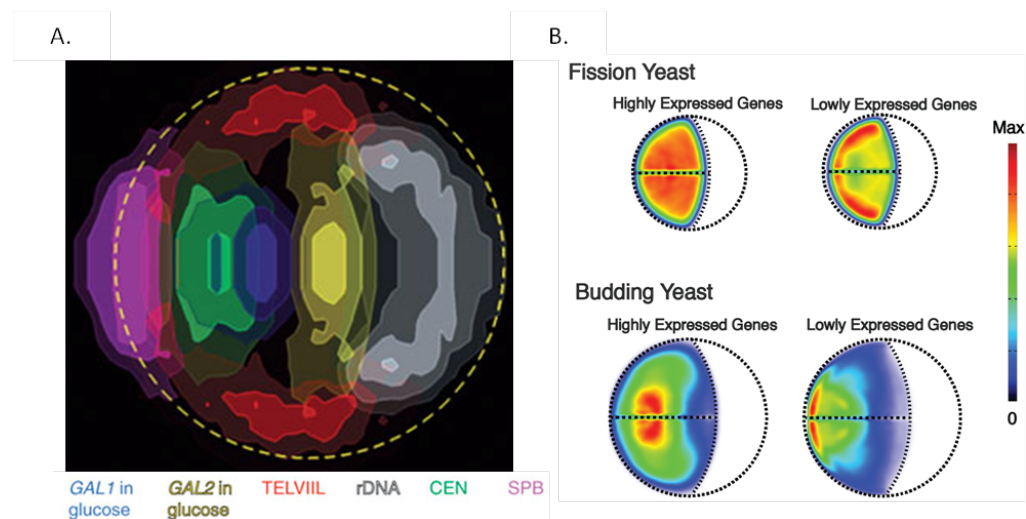 A.
B.
Fission Yeast
Highly Expressed Genes
Lowly Expressed Genes
Max
Budding Yeast
Highly Expressed Genes
Lowly Expressed Genes
0
GAL1 in
glucose
GAL2 in
glucose
TELVIIL
rDNA
CEN
SPB